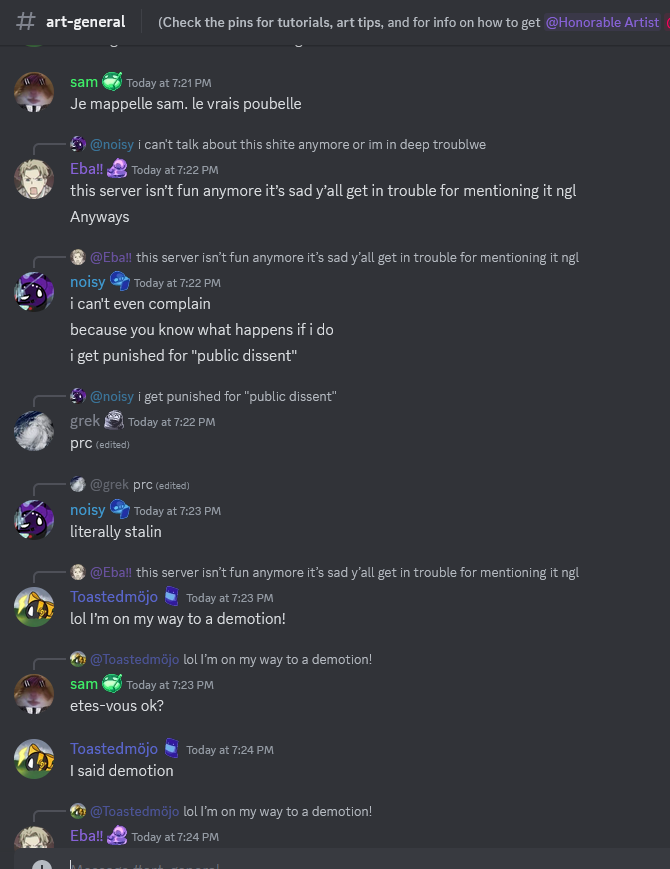 art-general
(Check the pins for tutorials, art tips, and for info on how to get @Honorable Artist
sam Today at 7:21 PM
Je mappelle sam. le vrais poubelle
@noisy i can't talk about this shite anymore or im in deep troublwe
Eba!! Today at 7:22 PM
this server isn't fun anymore it's sad y'all get in trouble for mentioning it ngl
Anyways
@Eba!! this server isn't fun anymore it's sad y'all get in trouble for mentioning it ngl
noisy Today at 7:22 PM
i can't even complain
because you know what happens if i do
i get punished for "public dissent"
@noisy i get punished for "public dissent"
grek Today at 7:22 PM
prc (edited)
@grek prc (edited)
noisy Today at 7:23 PM
literally stalin
@Eba!! this server isn't fun anymore it's sad y'all get in trouble for mentioning it ngl
Toastedmöjo Today at 7:23 PM
lol I'm on my way to a demotion!
@Toastedmöjo lol I'm on my way to a demotion!
sam Today at 7:23 PM
etes-vous ok?
Toastedmöjo Today at 7:24 PM
I said demotion
@Toastedmöjo lol I'm on my way to a demotion!
Eba!! Today at 7:24 PM